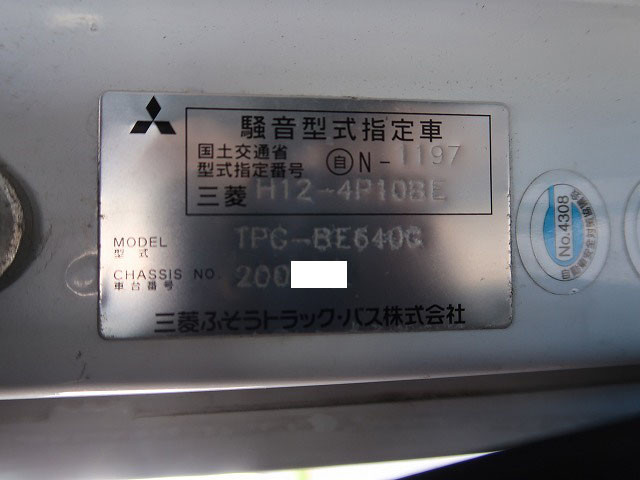 騒音型式指定車
国土交通省
型式指定番号 自 N-1197
三菱 H12-4P10BE
MODEL
型式 TPG-BE640G
CHASSIS NO.
車台番号 200
三菱ふそうトラック・バス株式会社
No.4308